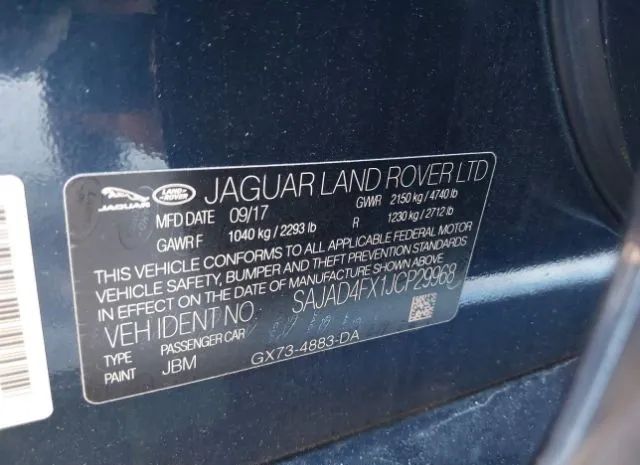 JAGUAR
LAND ROVER
JAGUAR LAND ROVER LTD
MFD DATE 09/17 GVWR 2150 kg / 4740 lb
GAWR F 1040 kg / 2293 lb R 1230 kg / 2712 lb
THIS VEHICLE CONFORMS TO ALL APPLICABLE FEDERAL MOTOR
VEHICLE SAFETY, BUMPER AND THEFT PREVENTION STANDARDS
IN EFFECT ON THE DATE OF MANUFACTURE SHOWN ABOVE.
VEH IDENT NO. SAJAD4FX1JCP29968
TYPE PASSENGER CAR
PAINT JBM GX73-4883-DA